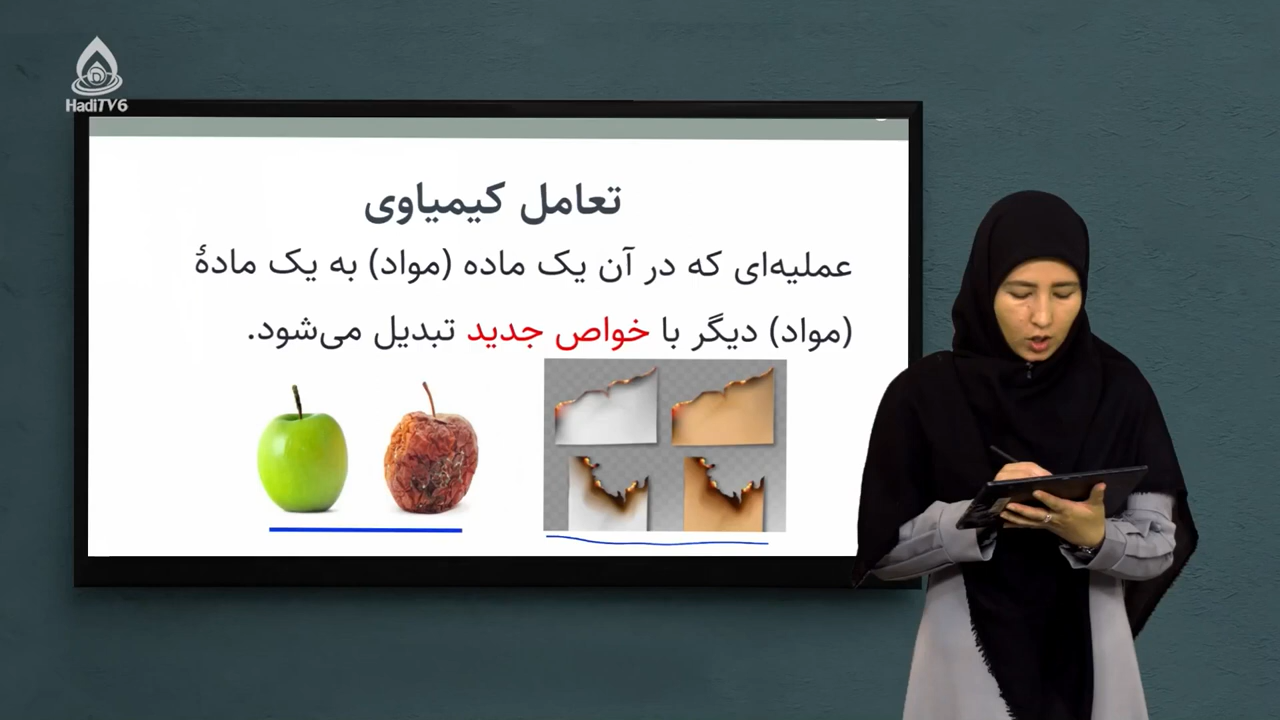 HadiTV6
تعامل کیمیاوی
عملیه‌ای که در آن یک ماده (مواد) به یک مادهٔ
(مواد) دیگر با خواص جدید تبدیل می‌شود.